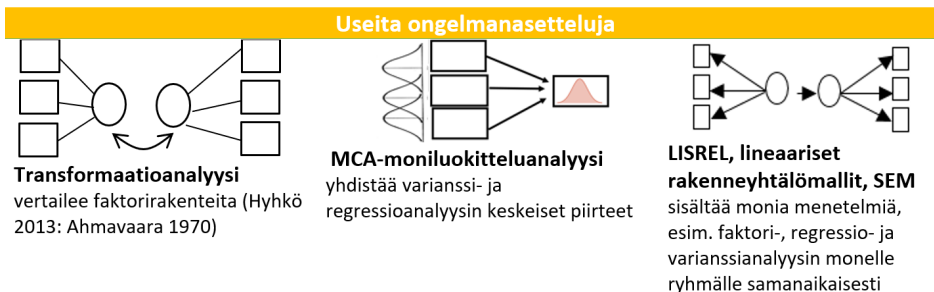 Useita ongelmanasetteluja
Transformaatioanalyysi
vertailee faktorirakenteita (Hyhkö
2013: Ahmavaara 1970)
MCA-moniluokitteluanalyysi
yhdistää varianssi- ja
regressioanalyysin keskeiset piirteet
LISREL, lineaariset
rakenneyhtälömallit, SEM
sisältää monia menetelmiä,
esim. faktori-, regressio- ja
varianssianalyysin monelle
ryhmälle samanaikaisesti